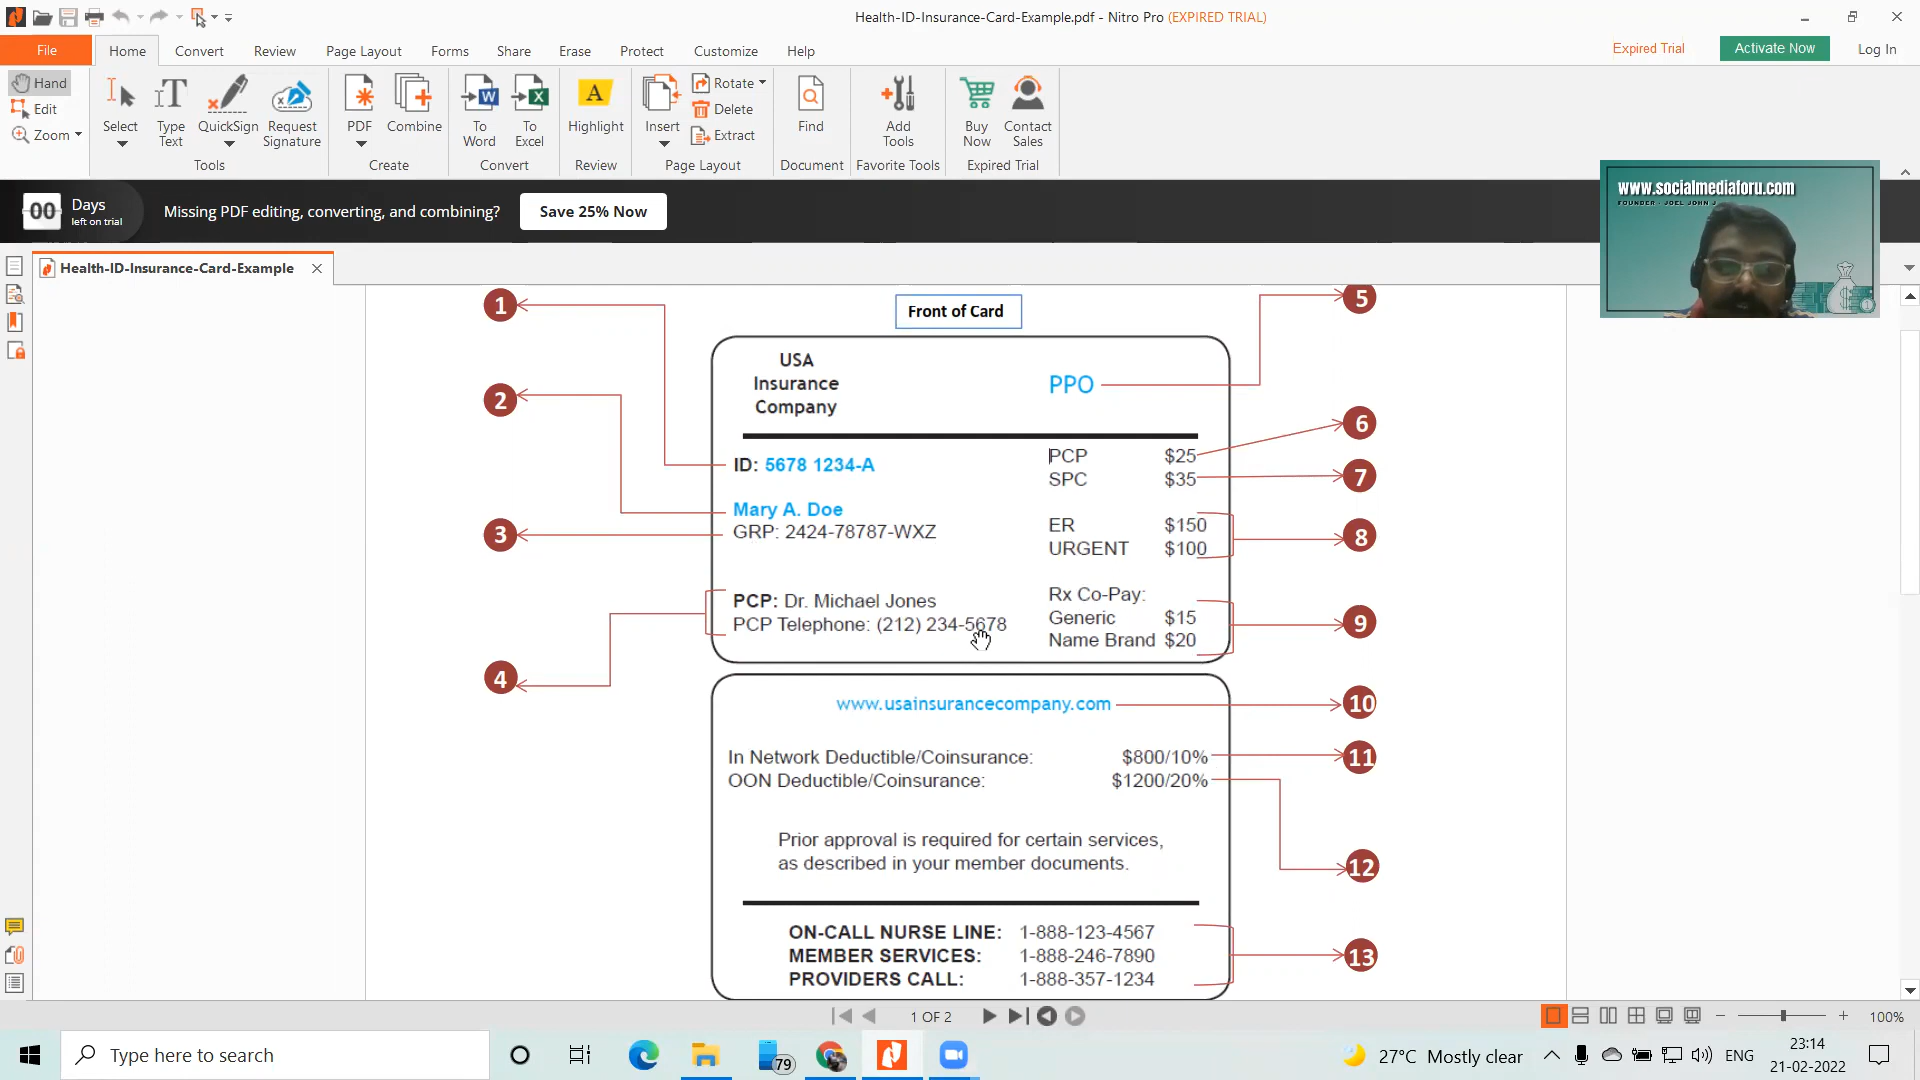 Health-ID-Insurance-Card-Example.pdf - Nitro Pro (EXPIRED TRIAL)
File
Home
Convert
Review
Page Layout
Forms
Share
Erase
Protect
Customize
Help
Expired Trial
Activate Now
Log In
Hand
Edit
Zoom
Select
Type Text
QuickSign
Request Signature
Tools
PDF
Combine
Create
To Word
To Excel
Convert
Highlight
Review
Insert
Rotate
Delete
Extract
Page Layout
Find
Document
Add Tools
Favorite Tools
Buy Now
Contact Sales
Expired Trial
00 Days left on trial
Missing PDF editing, converting, and combining?
Save 25% Now
www.socialmediaforu.com
FOUNDER - JOEL JOHN J
Health-ID-Insurance-Card-Example
Front of Card
1
2
3
4
5
6
7
8
9
10
11
12
13
USA
Insurance
Company
PPO
ID: 5678 1234-A
Mary A. Doe
GRP: 2424-78787-WXZ
PCP: Dr. Michael Jones
PCP Telephone: (212) 234-5678
PCP $25
SPC $35
ER $150
URGENT $100
Rx Co-Pay:
Generic $15
Name Brand $20
www.usainsurancecompany.com
In Network Deductible/Coinsurance: $800/10%
OON Deductible/Coinsurance: $1200/20%
Prior approval is required for certain services,
as described in your member documents.
ON-CALL NURSE LINE: 1-888-123-4567
MEMBER SERVICES: 1-888-246-7890
PROVIDERS CALL: 1-888-357-1234
1 OF 2
100%
Type here to search
79
27°C Mostly clear
ENG
23:14
21-02-2022